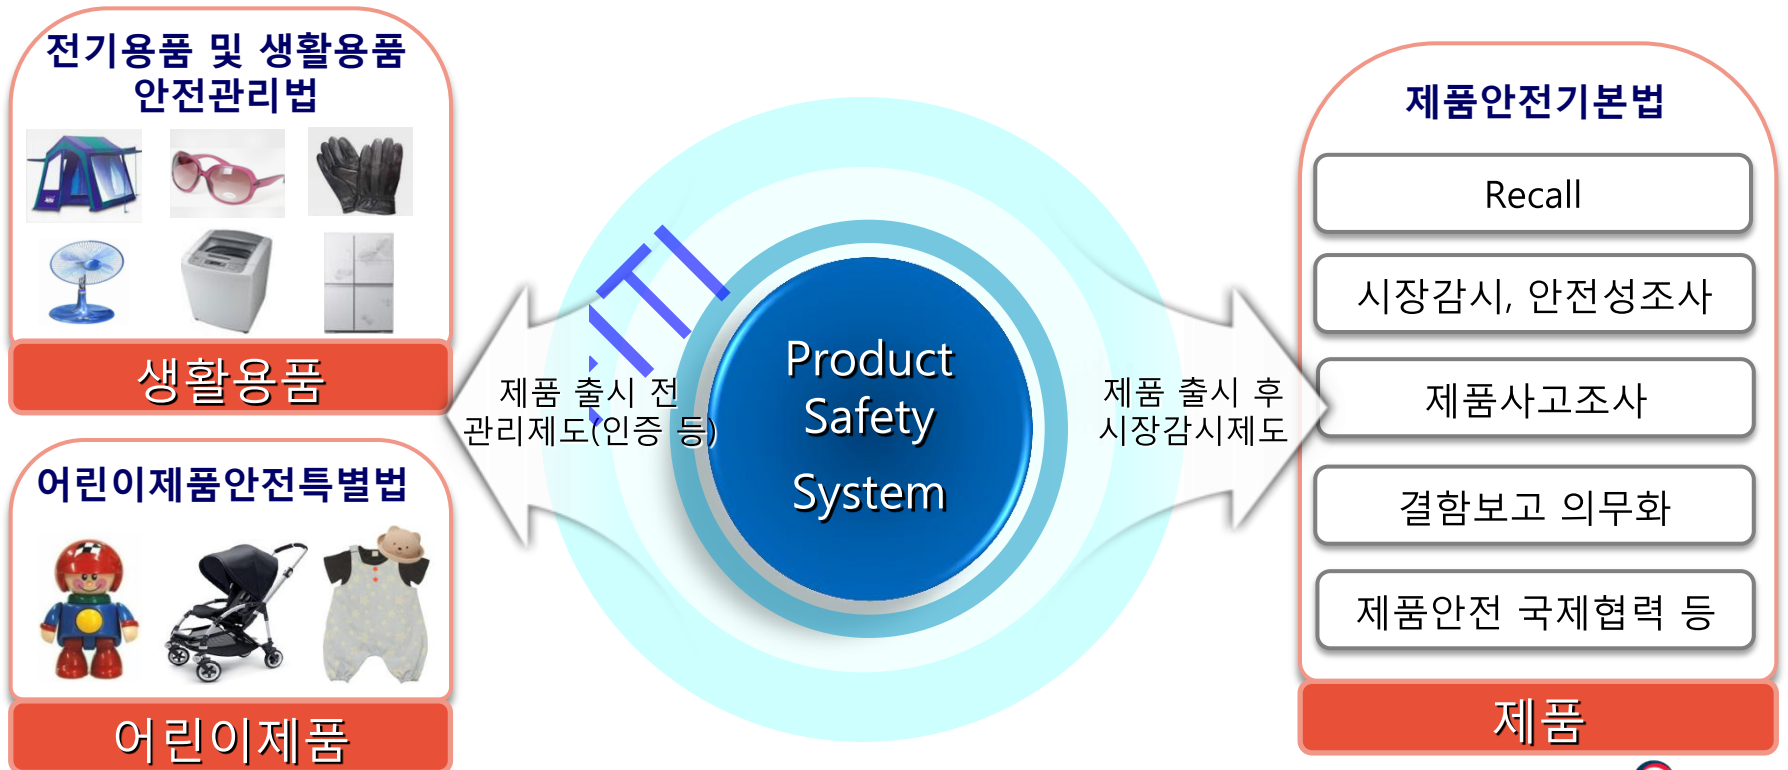 전기용품 및 생활용품
안전관리법
생활용품
어린이제품안전특별법
어린이제품
제품 출시 전
관리제도(인증 등)
Product
Safety
System
제품 출시 후
시장감시제도
제품안전기본법
Recall
시장감시, 안전성조사
제품사고조사
결함보고 의무화
제품안전 국제협력 등
제품